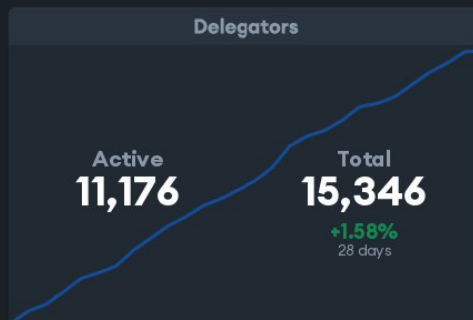 Delegators
Active
11,176
Total
15,346
+1.58%
28 days